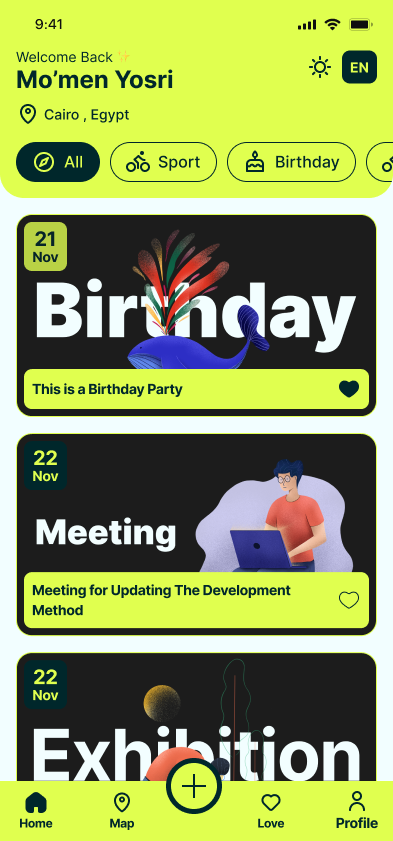 9:41
Welcome Back ✨
Mo’men Yosri
EN
Cairo , Egypt
All
Sport
Birthday
21
Nov
Birthday
This is a Birthday Party
22
Nov
Meeting
Meeting for Updating The Development
Method
22
Nov
Exhibition
Home
Map
Love
Profile